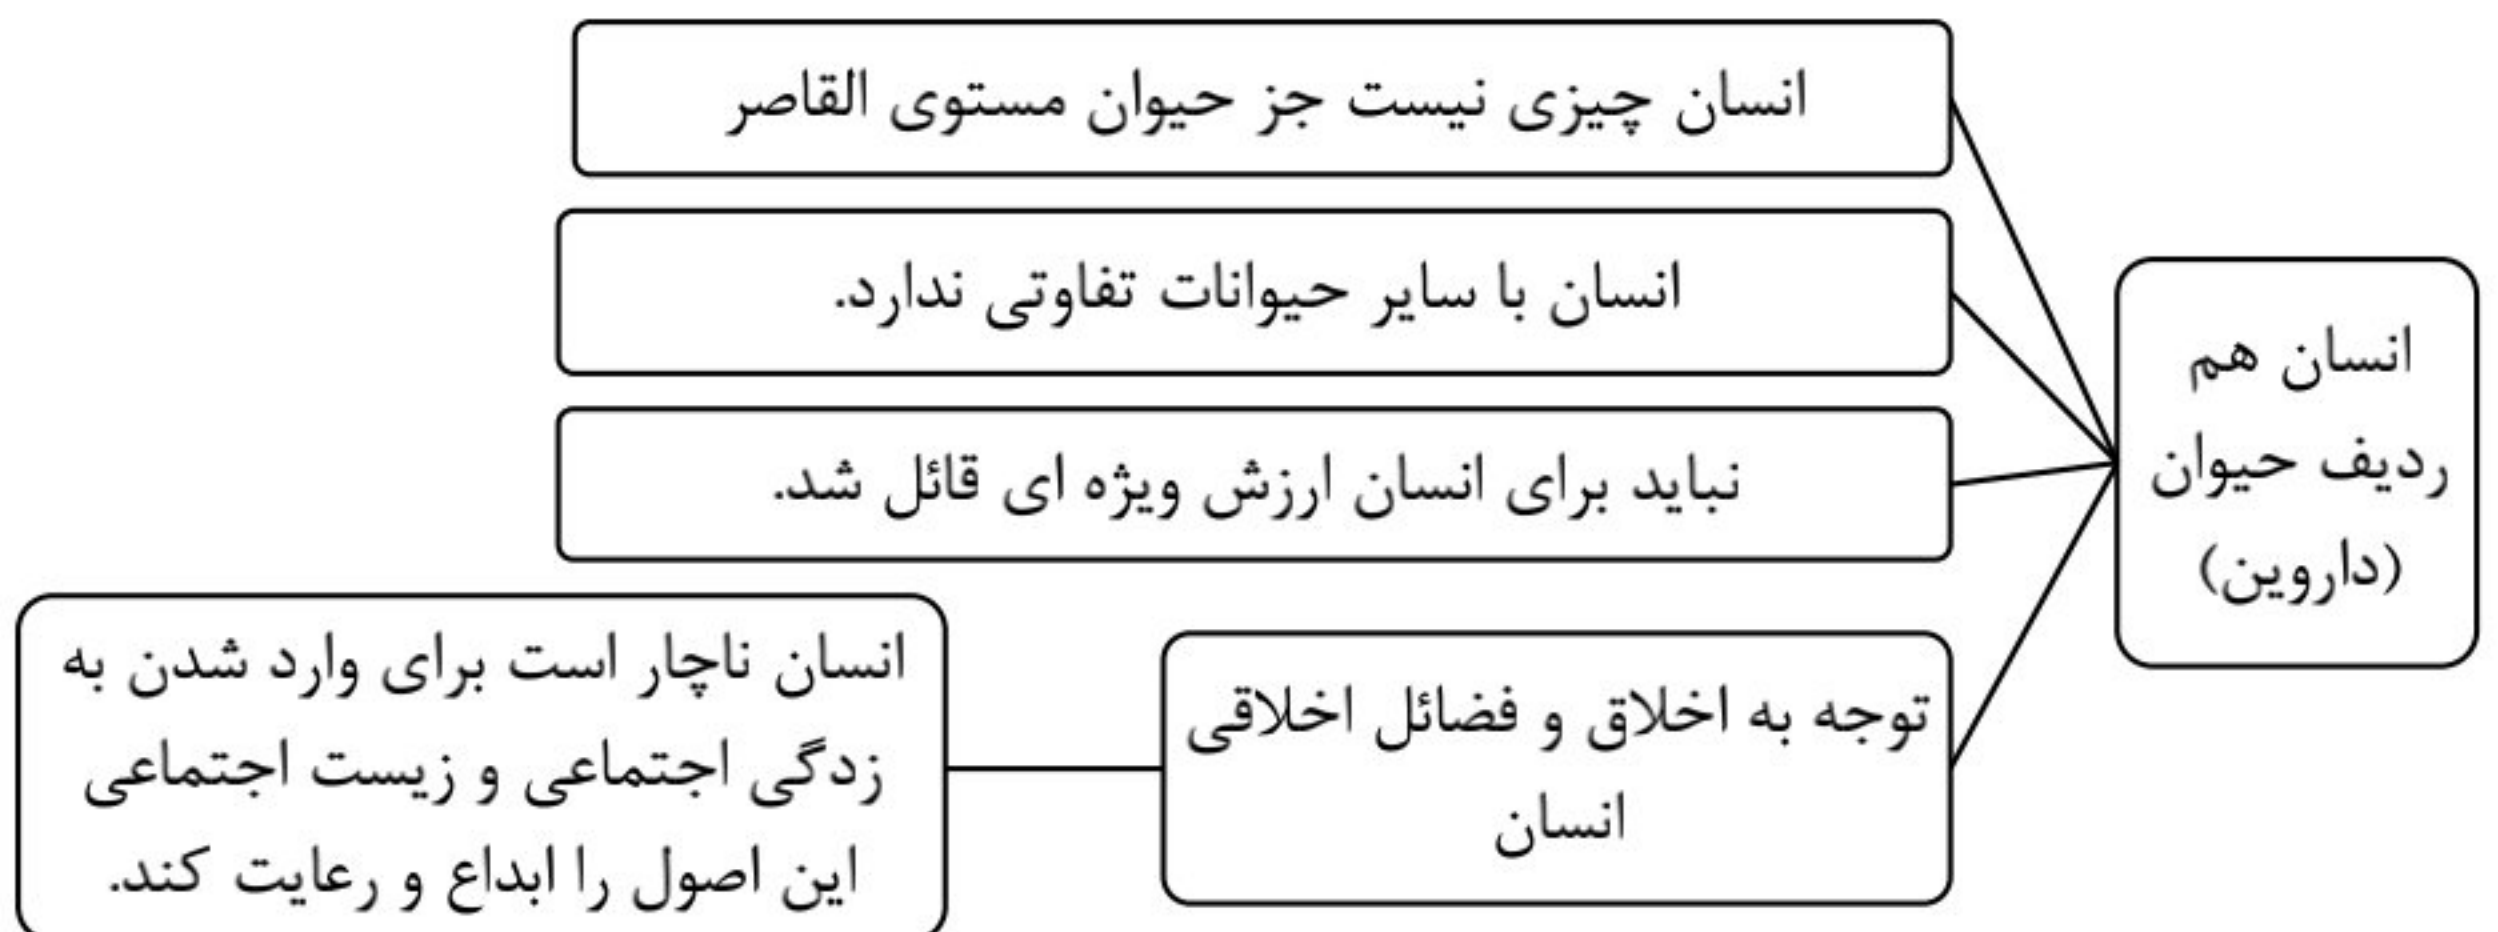 انسان هم
ردیف حیوان
(داروین)
انسان چیزی نیست جز حیوان مستوی القاصر
انسان با سایر حیوانات تفاوتی ندارد.
نباید برای انسان ارزش ویژه ای قائل شد.
توجه به اخلاق و فضائل اخلاقی
انسان
انسان ناچار است برای وارد شدن به
زدگی اجتماعی و زیست اجتماعی
این اصول را ابداع و رعایت کند.